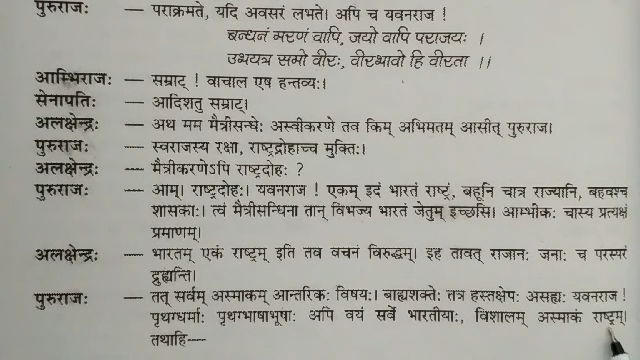 पुरुराजः — पराक्रमते, यदि अवसरं लभते। अपि च यवनराज !
बन्धनं मरणं वापि, जयो वापि पराजयः ।
उभयत्र समो वीरः, वीरभावो हि वीरता ।।
आम्भिराजः — सम्राट् ! वाचाल एष हन्तव्यः।
सेनापतिः — आदिशतु सम्राट्।
अलक्षेन्द्रः — अथ मम मैत्रीसन्धेः अस्वीकरणे तव किम् अभिमतम् आसीत् पुरुराज।
पुरुराजः — स्वराजस्य रक्षा, राष्ट्रद्रोहाच्च मुक्तिः।
अलक्षेन्द्रः — मैत्रीकरणेऽपि राष्ट्रदोहः ?
पुरुराजः — आम्। राष्ट्रदोहः। यवनराज ! एकम् इदं भारतं राष्ट्रं, बहूनि चात्र राज्यानि, बहवश्च
शासकाः। त्वं मैत्रीसन्धिना तान् विभज्य भारतं जेतुम् इच्छसि। आम्भीकः चास्य प्रत्यक्षं
प्रमाणम्।
अलक्षेन्द्रः — भारतम् एकं राष्ट्रम् इति तव वचनं विरुद्धम्। इह तावत् राजानः जनाः च परस्परं
द्रुह्यन्ति।
पुरुराजः — तत् सर्वम् अस्माकम् आन्तरिकः विषयः। बाह्यशक्तेः तत्र हस्तक्षेपः असह्यः यवनराज !
पृथग्धर्माः पृथग्भाषाभूषाः अपि वयं सर्वे भारतीयाः, विशालम् अस्माकं राष्ट्रम्।
तथाहि—